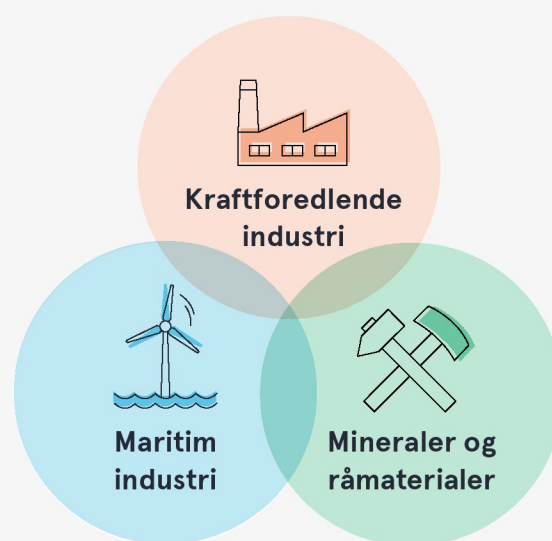 Kraftforedlende
industri
Maritim
industri
Mineraler og
råmaterialer